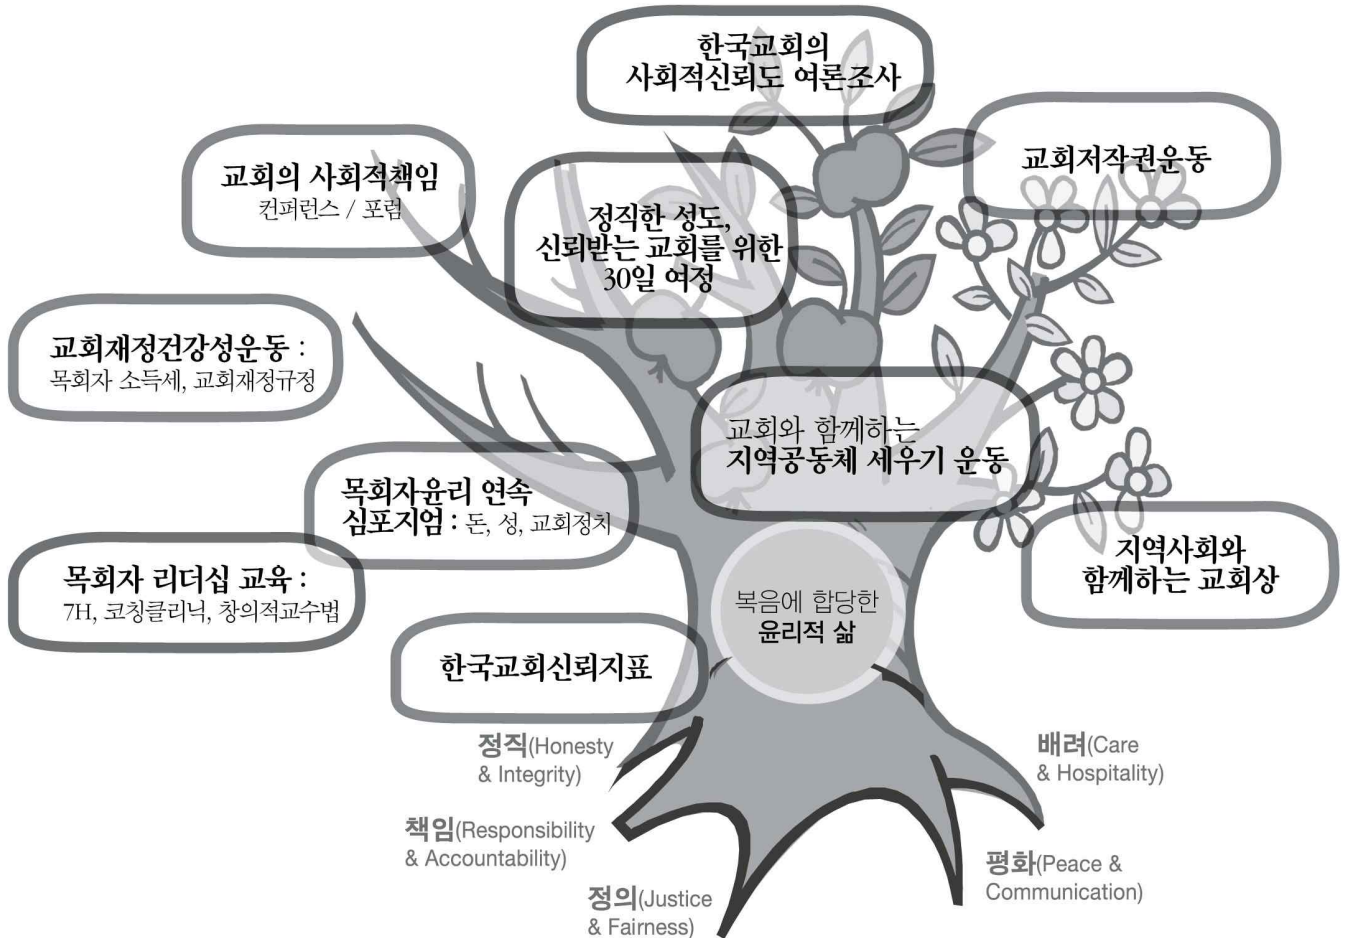 한국교회의
사회적신뢰도 여론조사
교회의 사회적책임
컨퍼런스 / 포럼
정직한 성도,
신뢰받는 교회를 위한
30일 여정
교회저작권운동
교회재정건강성운동 :
목회자 소득세, 교회재정규정
교회와 함께하는
지역공동체 세우기 운동
목회자윤리 연속
심포지엄 : 돈, 성, 교회정치
지역사회와
함께하는 교회상
목회자 리더십 교육 :
7H, 코칭클리닉, 창의적교수법
복음에 합당한
윤리적 삶
한국교회신뢰지표
정직(Honesty
& Integrity)
배려(Care
& Hospitality)
책임(Responsibility
& Accountability)
평화(Peace &
Communication)
정의(Justice
& Fairness)